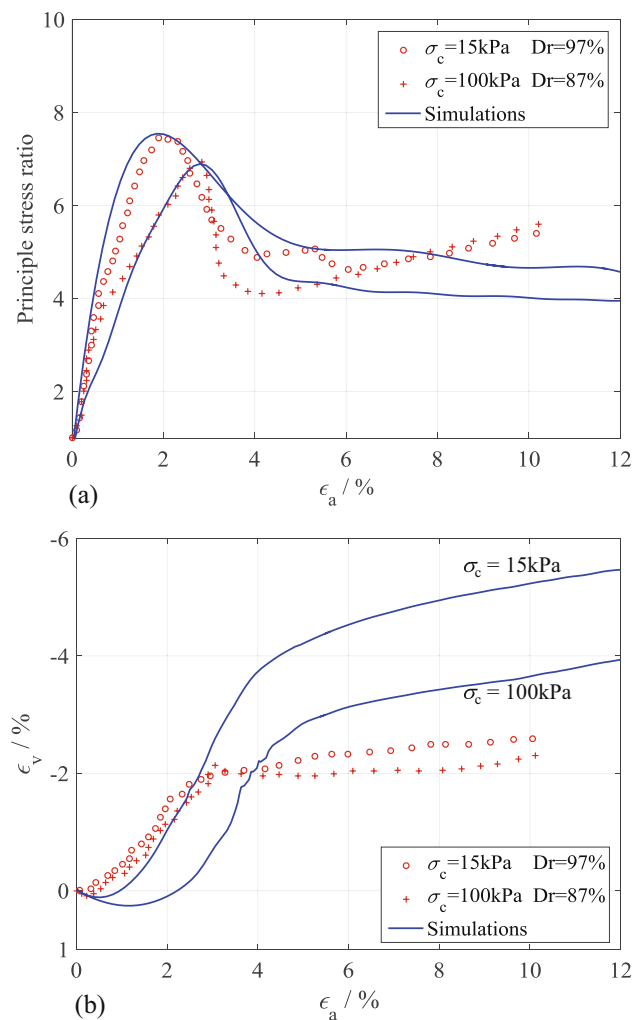 10
8
6
4
2
Principle stress ratio
σc=15kPa Dr=97%
σc=100kPa Dr=87%
Simulations
0 2 4 6 8 10 12
(a)
ϵa / %
-6
-4
-2
0
1
ϵv / %
σc = 15kPa
σc = 100kPa
σc=15kPa Dr=97%
σc=100kPa Dr=87%
Simulations
0 2 4 6 8 10 12
(b)
ϵa / %